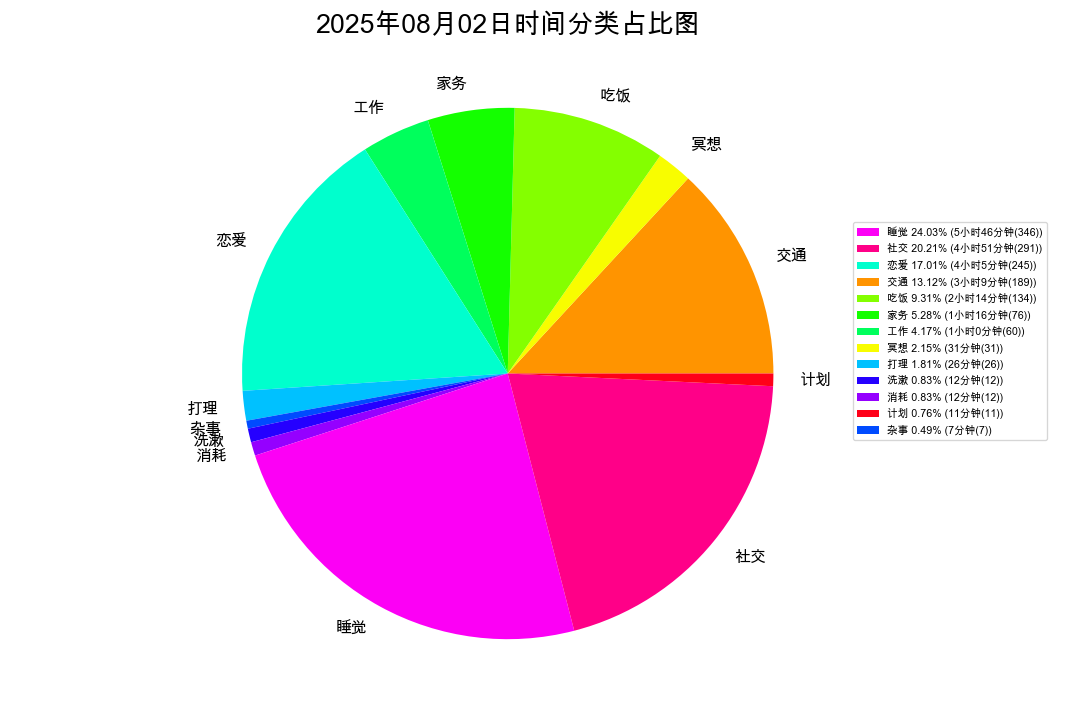 2025年08月02日时间分类占比图
家务
吃饭
工作
冥想
恋爱
交通
计划
打理
杂事
洗漱
消耗
社交
睡觉
睡觉 24.03% (5小时46分钟(346))
社交 20.21% (4小时51分钟(291))
恋爱 17.01% (4小时5分钟(245))
交通 13.12% (3小时9分钟(189))
吃饭 9.31% (2小时14分钟(134))
家务 5.28% (1小时16分钟(76))
工作 4.17% (1小时0分钟(60))
冥想 2.15% (31分钟(31))
打理 1.81% (26分钟(26))
洗漱 0.83% (12分钟(12))
消耗 0.83% (12分钟(12))
计划 0.76% (11分钟(11))
杂事 0.49% (7分钟(7))